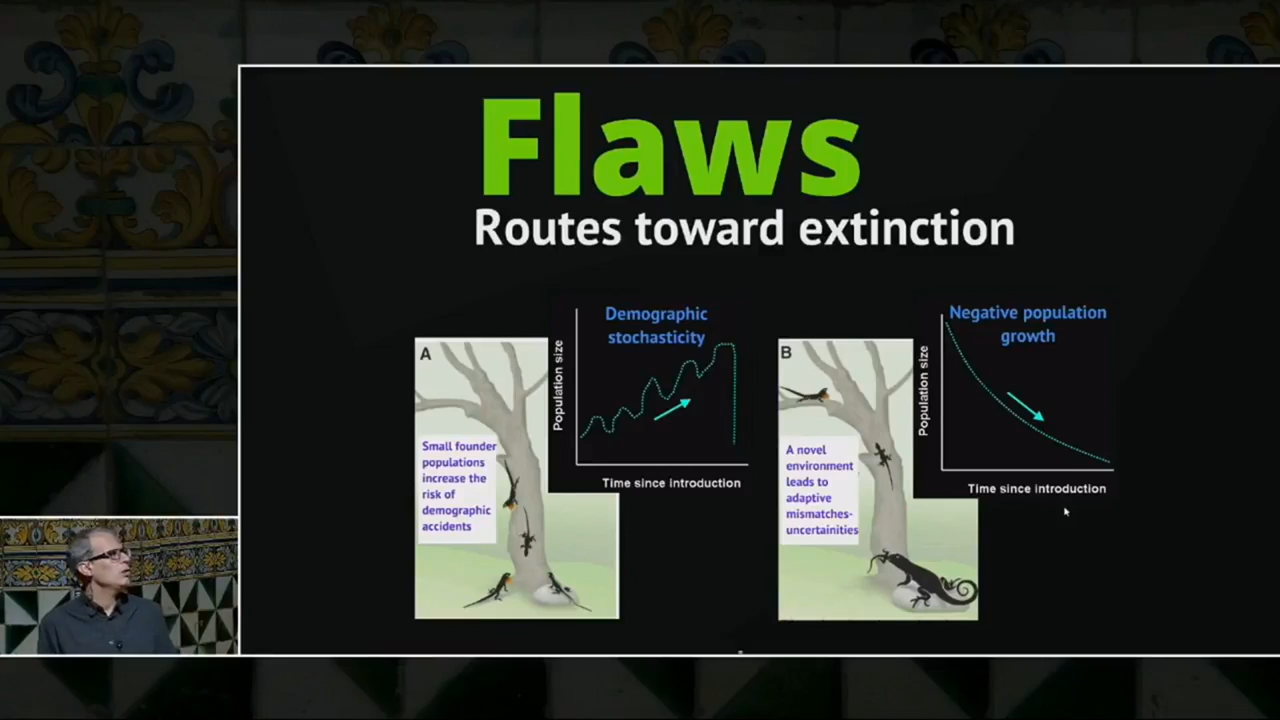 Flaws
Routes toward extinction
A
Small founder
populations
increase the
risk of
demographic
accidents
Demographic
stochasticity
Population size
Time since introduction
B
A novel
environment
leads to
adaptive
mismatches-
uncertainities
Negative population
growth
Population size
Time since introduction